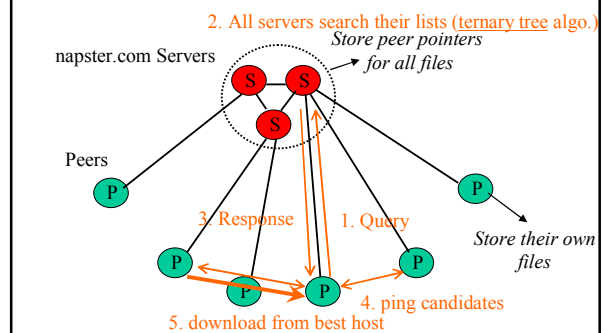 2. All servers search their lists (ternary tree algo.)
Store peer pointers
for all files
napster.com Servers
S
S
S
Peers
P
P
3. Response
1. Query
Store their own
files
P
P
P
P
4. ping candidates
5. download from best host